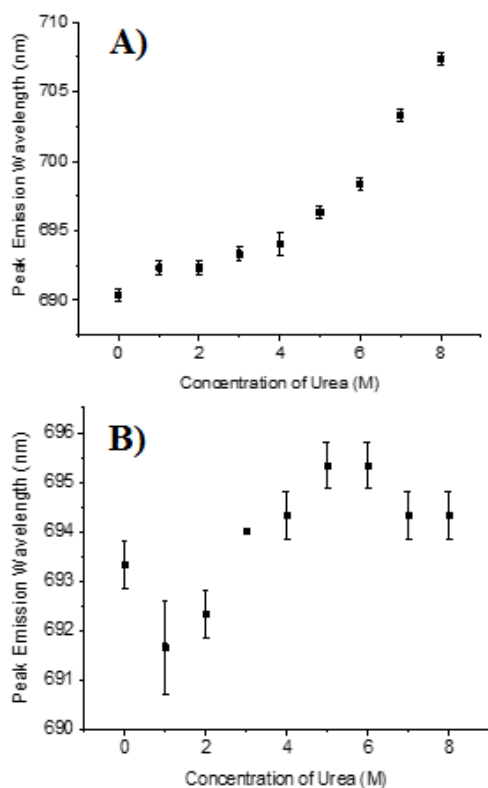 A)
Peak Emission Wavelength (nm)
710
705
700
695
690
0 2 4 6 8
Concentration of Urea (M)
B)
Peak Emission Wavelength (nm)
696
695
694
693
692
691
690
0 2 4 6 8
Concentration of Urea (M)